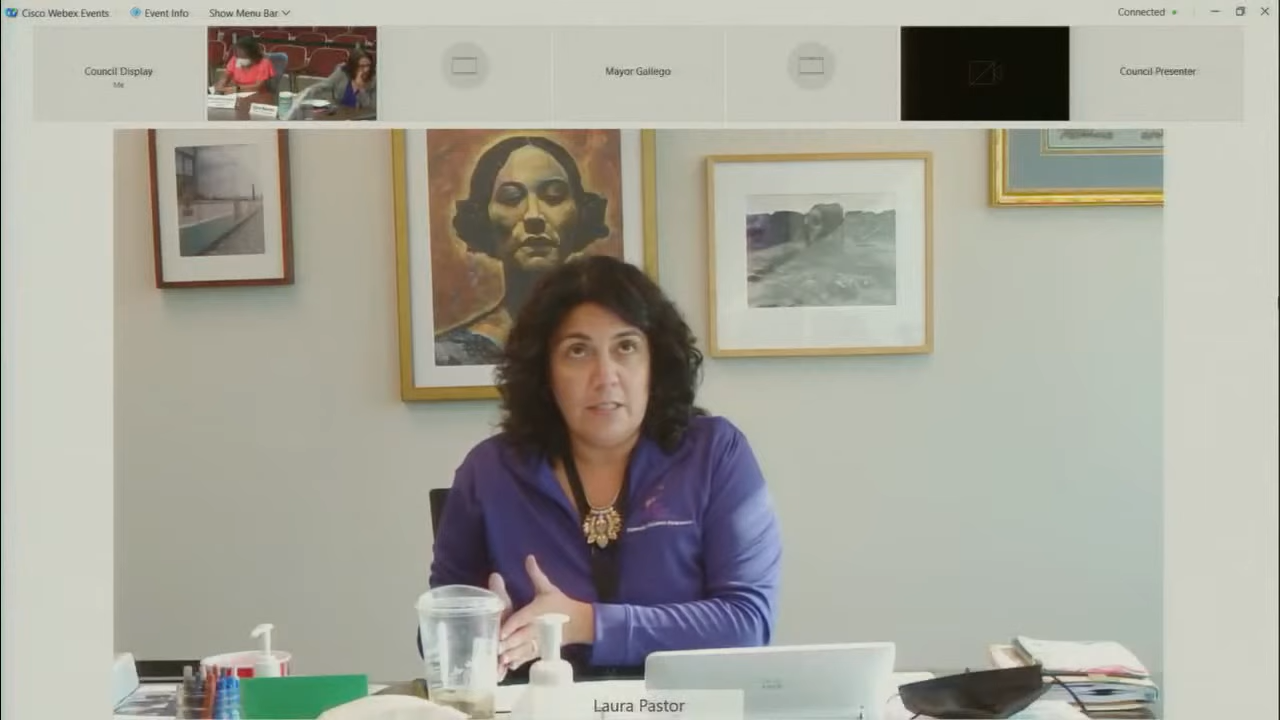 Cisco Webex Events
Event Info
Show Menu Bar
Connected
Council Display
Me
Mayor Gallego
Council Presenter
Laura Pastor